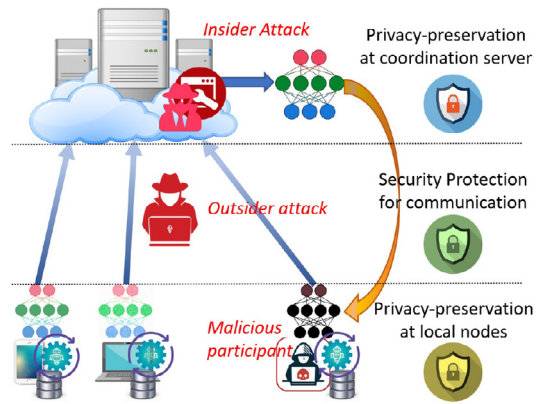 Insider Attack
Privacy-preservation
at coordination server
Outsider attack
Security Protection
for communication
Malicious
participant
Privacy-preservation
at local nodes